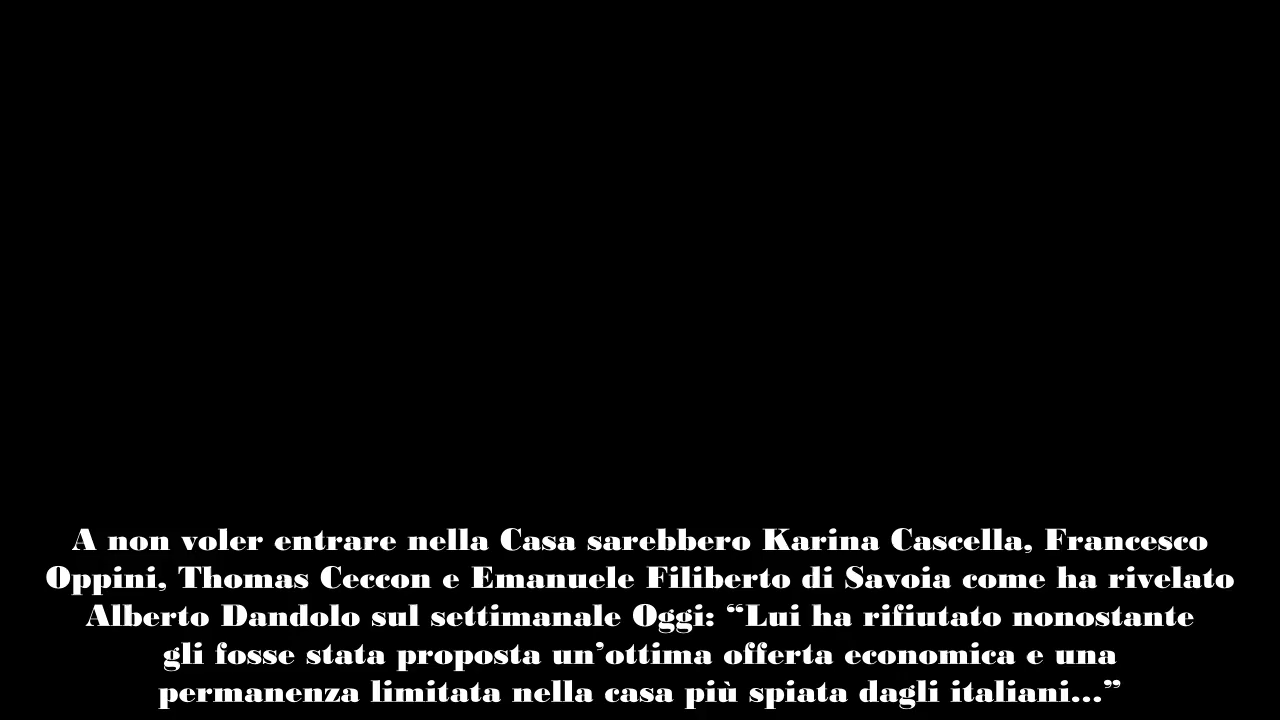 A non voler entrare nella Casa sarebbero Karina Cascella, Francesco
Oppini, Thomas Ceccon e Emanuele Filiberto di Savoia come ha rivelato
Alberto Dandolo sul settimanale Oggi: “Lui ha rifiutato nonostante
gli fosse stata proposta un’ottima offerta economica e una
permanenza limitata nella casa più spiata dagli italiani...”